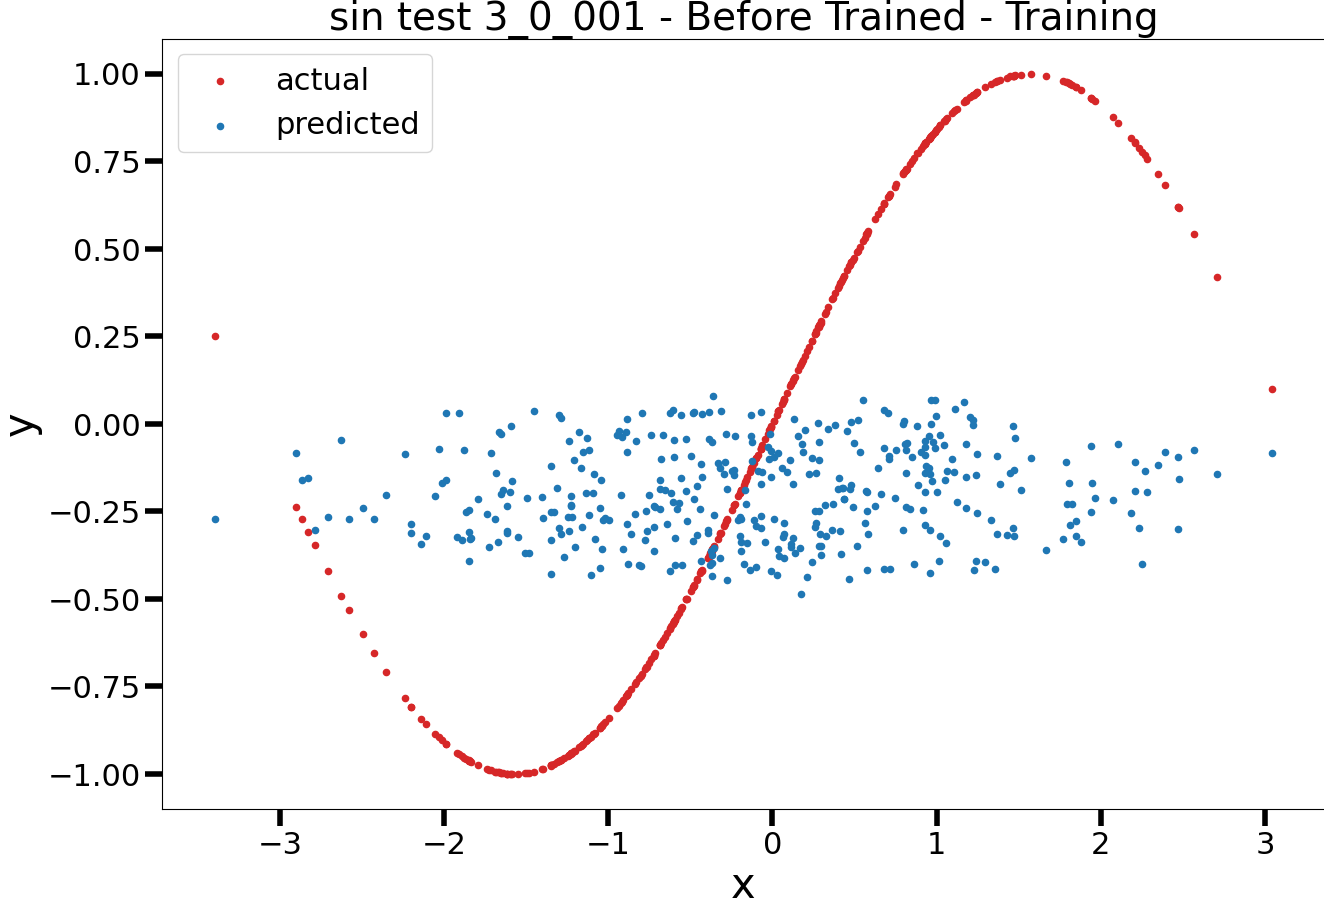 sin test 3_0_001 - Before Trained - Training
actual
predicted
1.00
0.75
0.50
0.25
0.00
−0.25
−0.50
−0.75
−1.00
y
−3 −2 −1 0 1 2 3
x